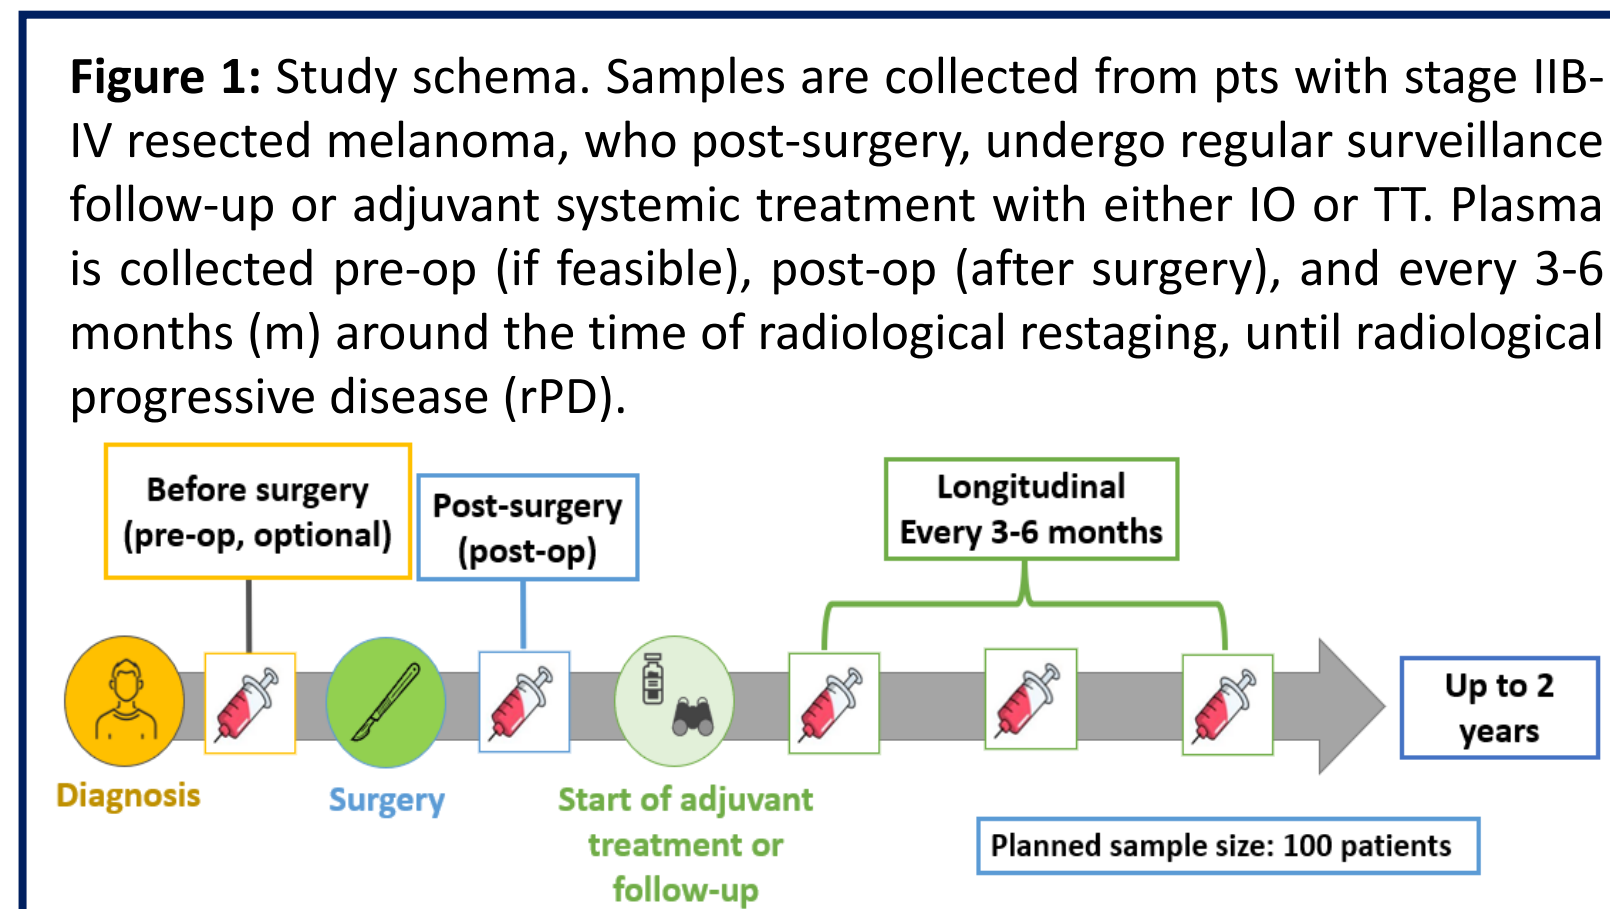 Figure 1: Study schema. Samples are collected from pts with stage IIB-
IV resected melanoma, who post-surgery, undergo regular surveillance
follow-up or adjuvant systemic treatment with either IO or TT. Plasma
is collected pre-op (if feasible), post-op (after surgery), and every 3-6
months (m) around the time of radiological restaging, until radiological
progressive disease (rPD).
Before surgery
(pre-op, optional)
Post-surgery
(post-op)
Longitudinal
Every 3-6 months
Up to 2
years
Diagnosis
Surgery
Start of adjuvant
treatment or
follow-up
Planned sample size: 100 patients